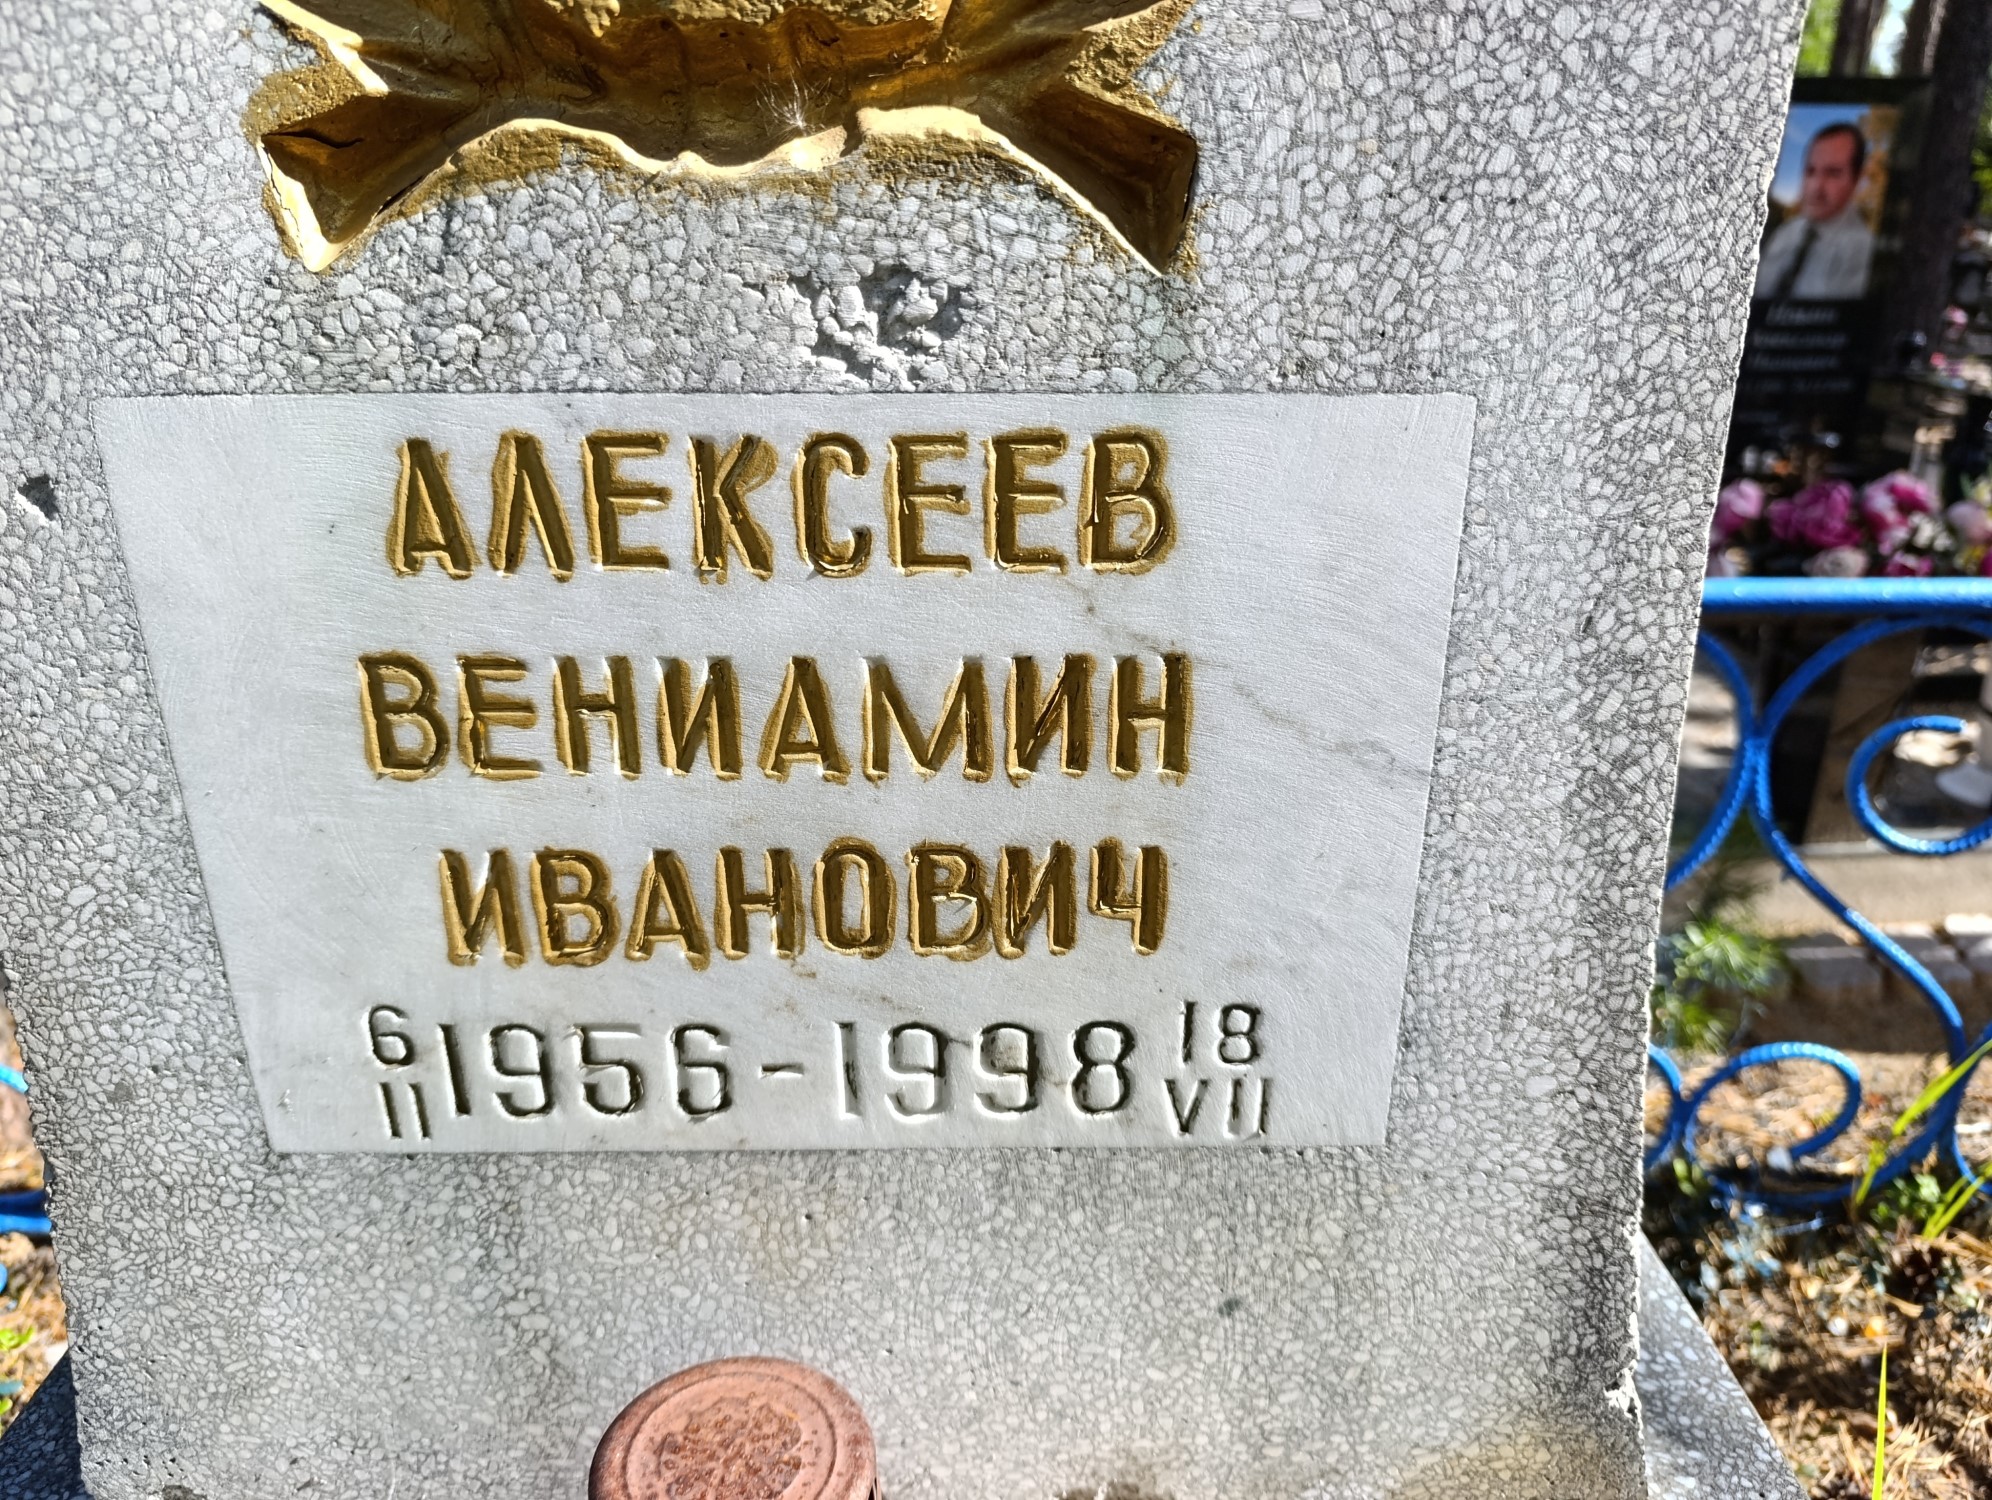 АЛЕКСЕЕВ
ВЕНИАМИН
ИВАНОВИЧ
6/II 1956 - 1998 18/VII